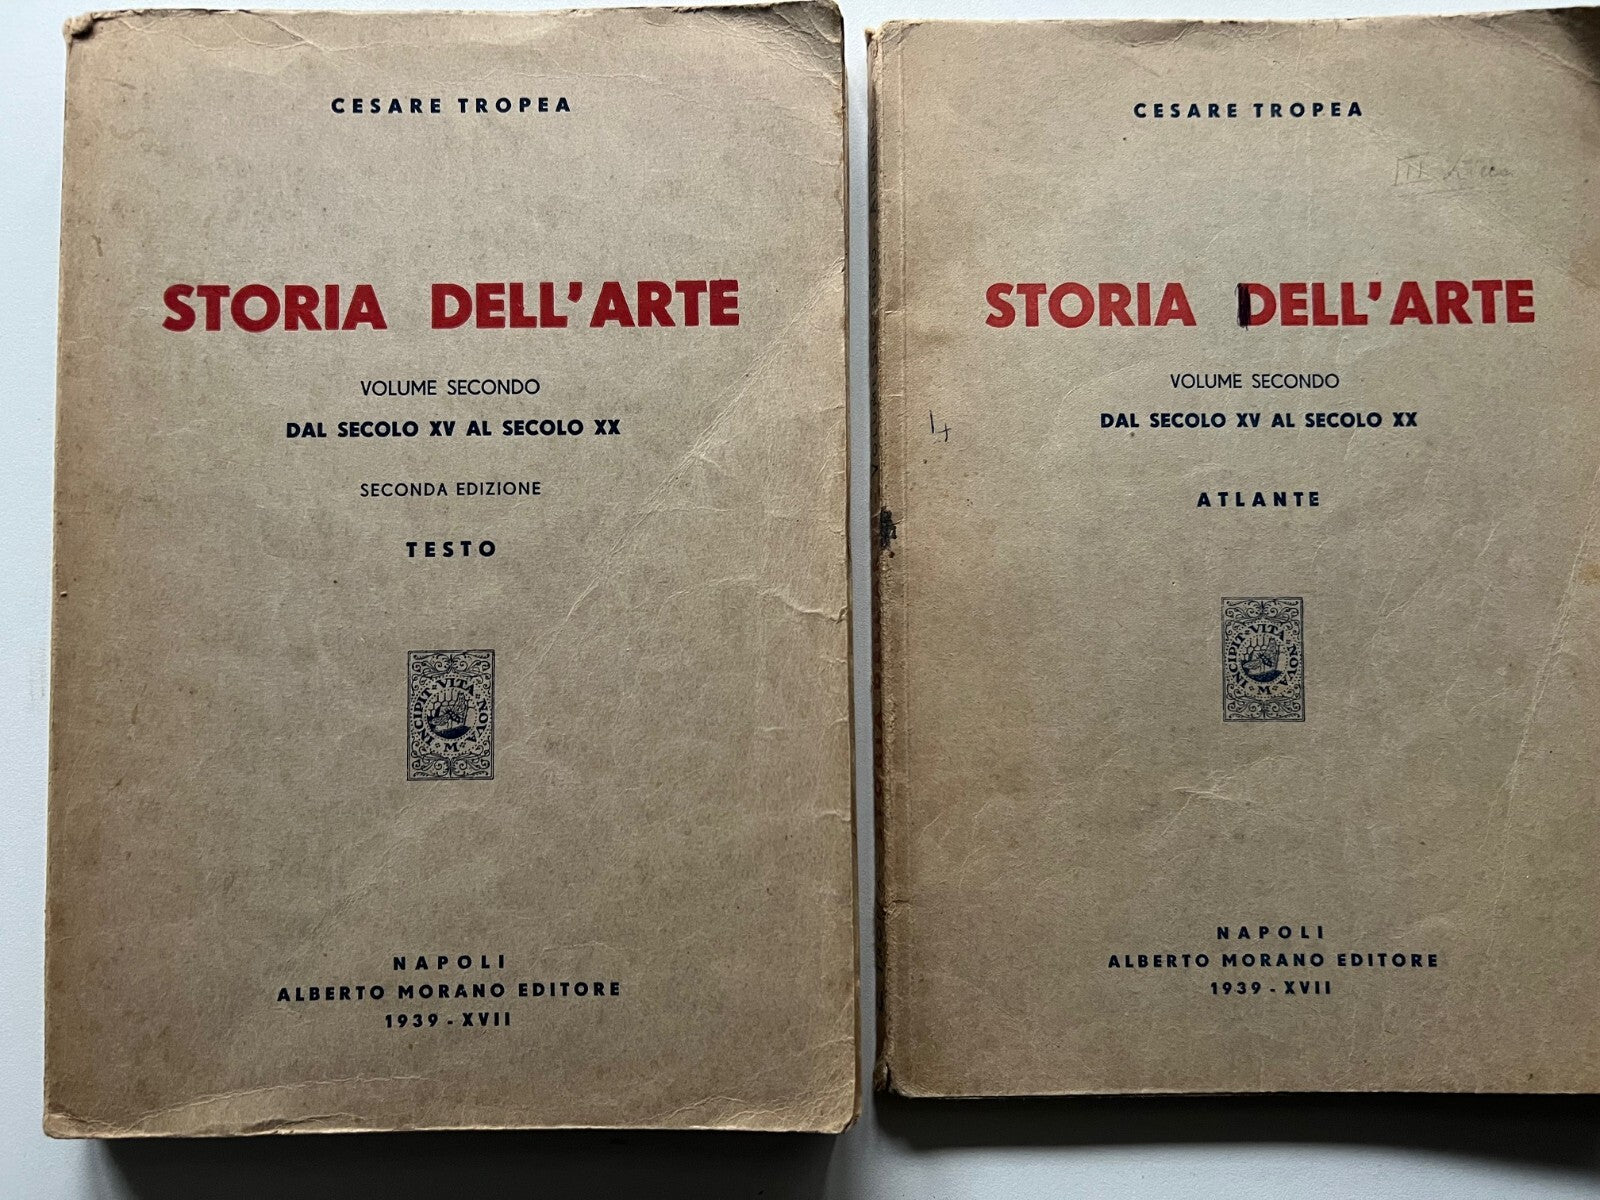 CESARE TROPEA
STORIA DELL'ARTE
VOLUME SECONDO
DAL SECOLO XV AL SECOLO XX
SECONDA EDIZIONE
TESTO
INCIPIT · VITA · NOVA
M
NAPOLI
ALBERTO MORANO EDITORE
1939 - XVII
CESARE TROPEA
III
STORIA DELL'ARTE
VOLUME SECONDO
DAL SECOLO XV AL SECOLO XX
ATLANTE
INCIPIT · VITA · NOVA
M
NAPOLI
ALBERTO MORANO EDITORE
1939 - XVII